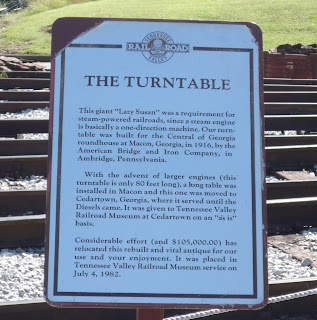 TENNESSEE
RAIL ROAD
VALLEY
THE TURNTABLE
This giant "Lazy Susan" was a requirement for
steam-powered railroads, since a steam engine
is basically a one-direction machine. Our turn-
table was built for the Central of Georgia
roundhouse at Macon, Georgia, in 1916, by the
American Bridge and Iron Company, in
Ambridge, Pennsylvania.
With the advent of larger engines (this
turntable is only 80 feet long), a long table was
installed in Macon and this one was moved to
Cedartown, Georgia, where it served until the
Diesels came. It was given to Tennessee Valley
Railroad Museum at Cedartown on an "as is"
basis.
Considerable effort (and $105,000.00) has
relocated this rebuilt and vital antique for our
use and your enjoyment. It was placed in
Tennessee Valley Railroad Museum service on
July 4, 1982.